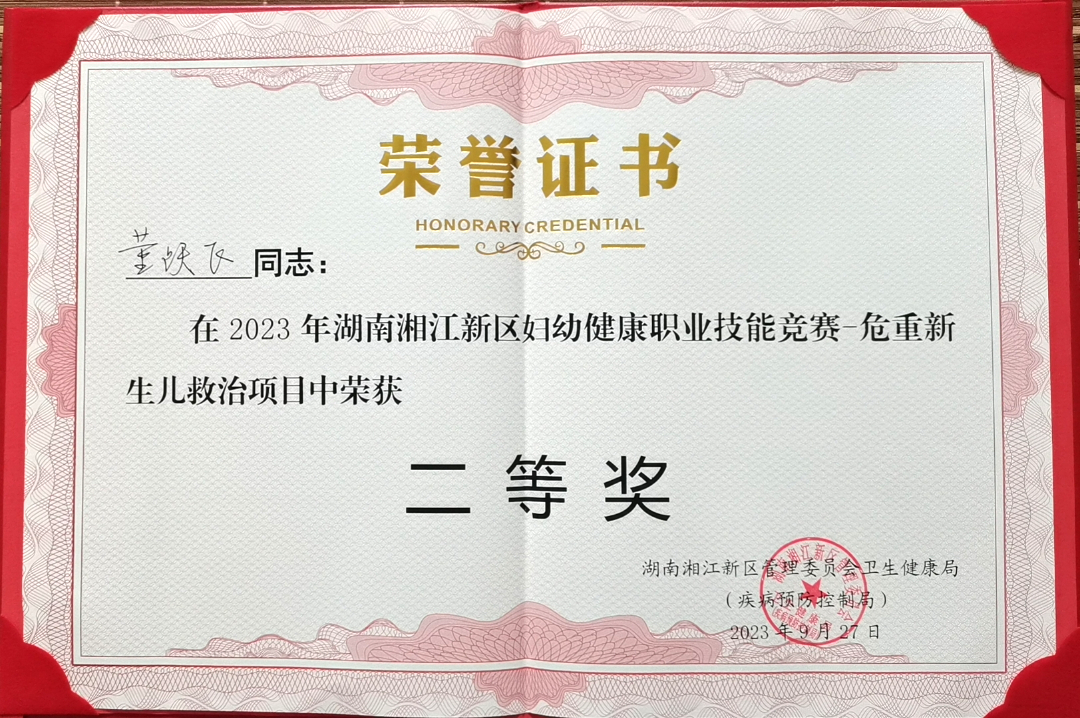 荣誉证书
HONORARY CREDENTIAL
董跃飞同志：
在 2023 年湖南湘江新区妇幼健康职业技能竞赛-危重新
生儿救治项目中荣获
二等奖
湖南湘江新区管理委员会卫生健康局
（疾病预防控制局）
2023 年 9 月 27 日